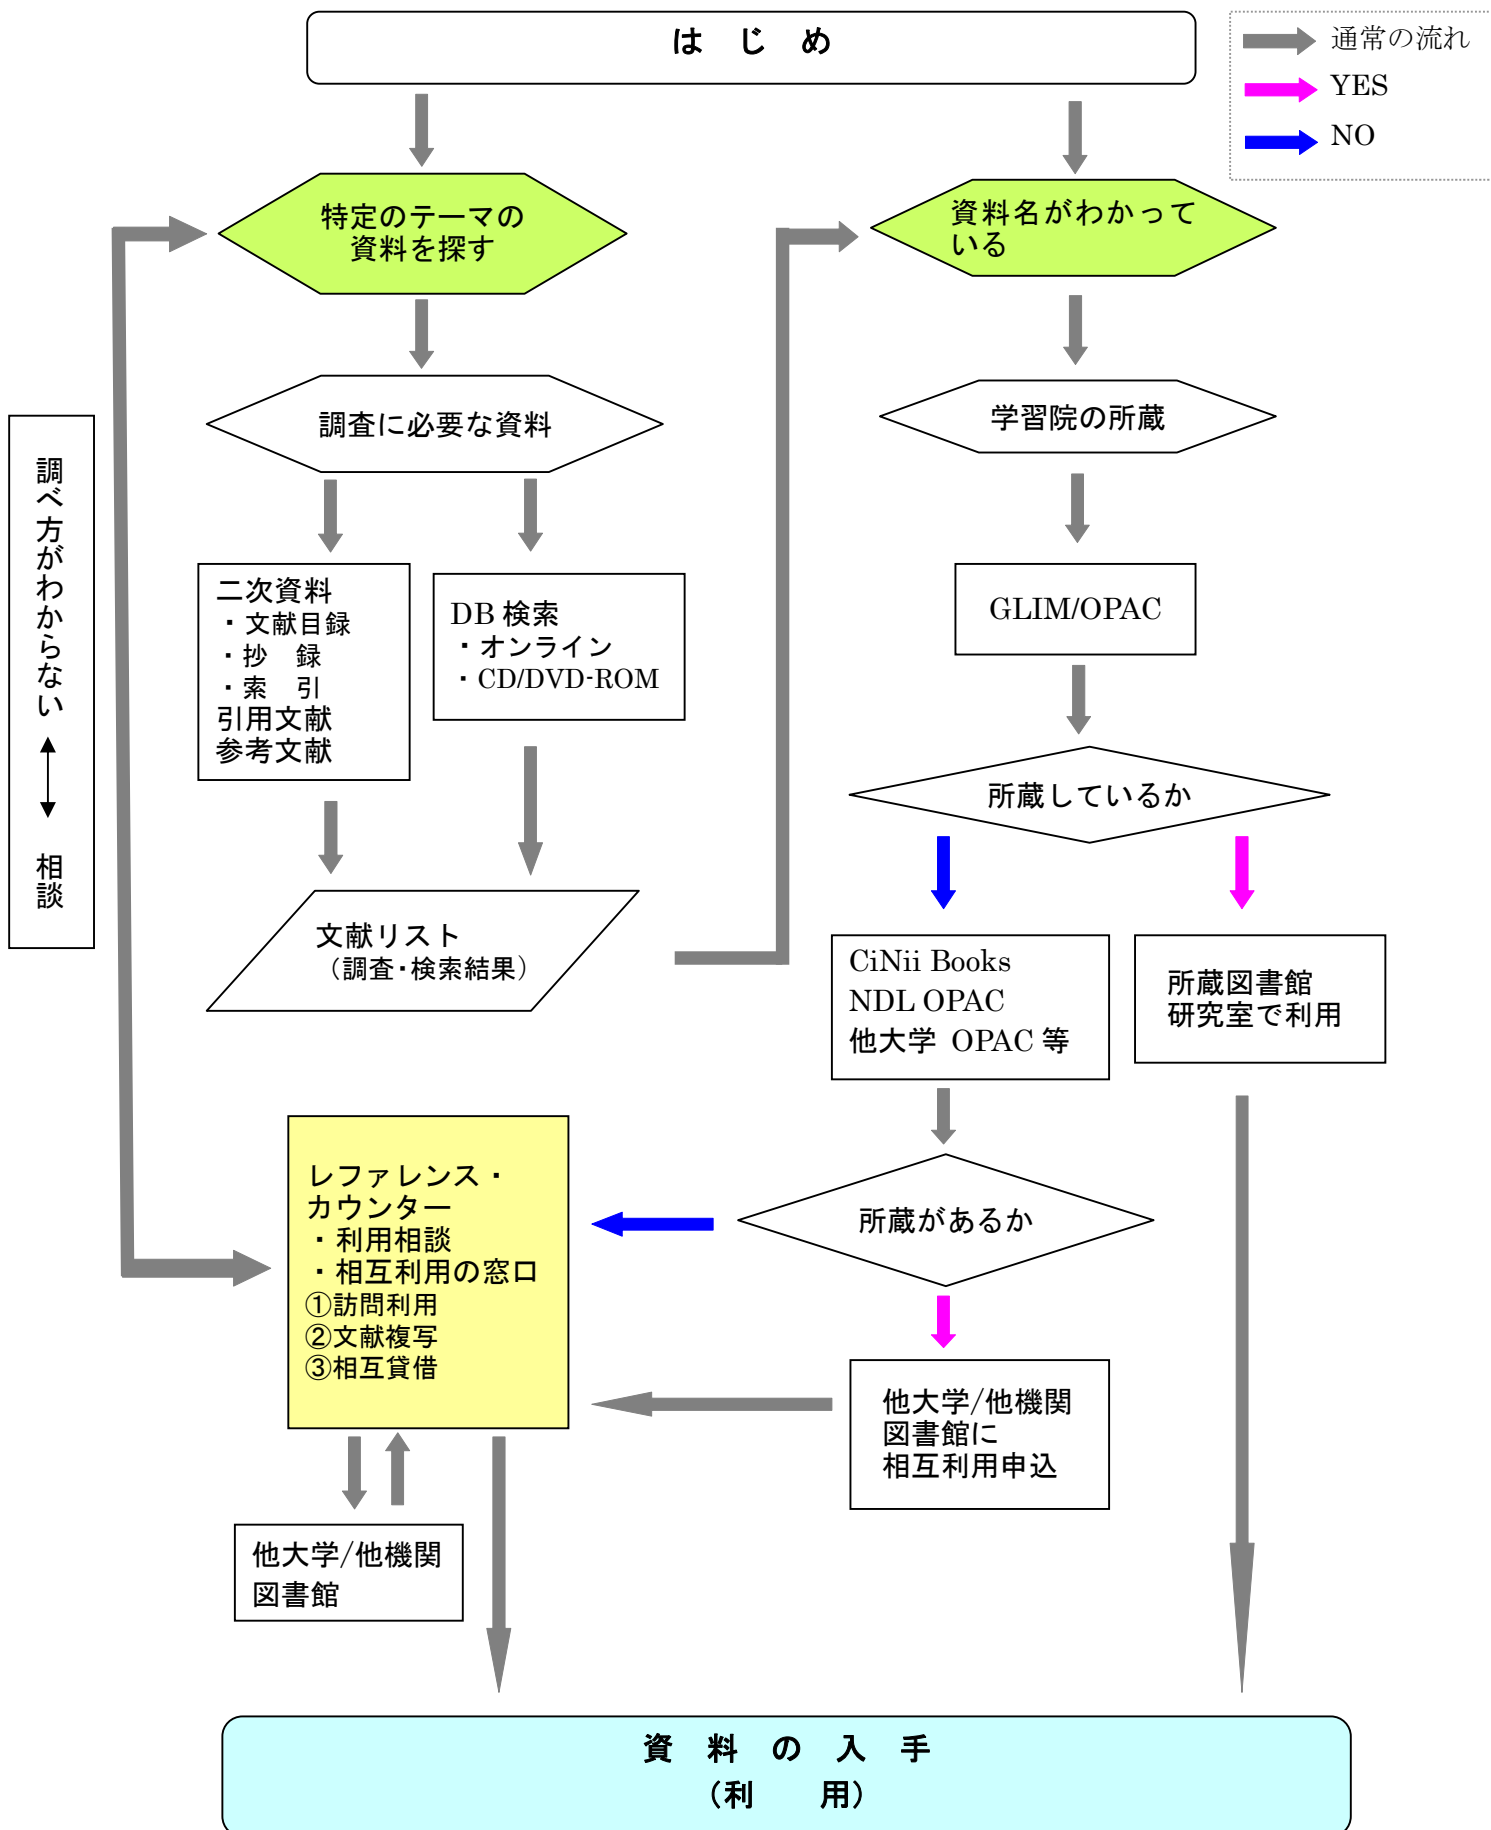 は じ め
通常の流れ
YES
NO
特定のテーマの
資料を探す
資料名がわかって
いる
調査に必要な資料
学習院の所蔵
調べ方がわからない
相談
二次資料
・文献目録
・抄 録
・索 引
引用文献
参考文献
DB 検索
・オンライン
・CD/DVD-ROM
GLIM/OPAC
所蔵しているか
文献リスト
（調査・検索結果）
CiNii Books
NDL OPAC
他大学 OPAC 等
所蔵図書館
研究室で利用
レファレンス・
カウンター
・利用相談
・相互利用の窓口
①訪問利用
②文献複写
③相互貸借
所蔵があるか
他大学/他機関
図書館に
相互利用申込
他大学/他機関
図書館
資 料 の 入 手
（利 用）